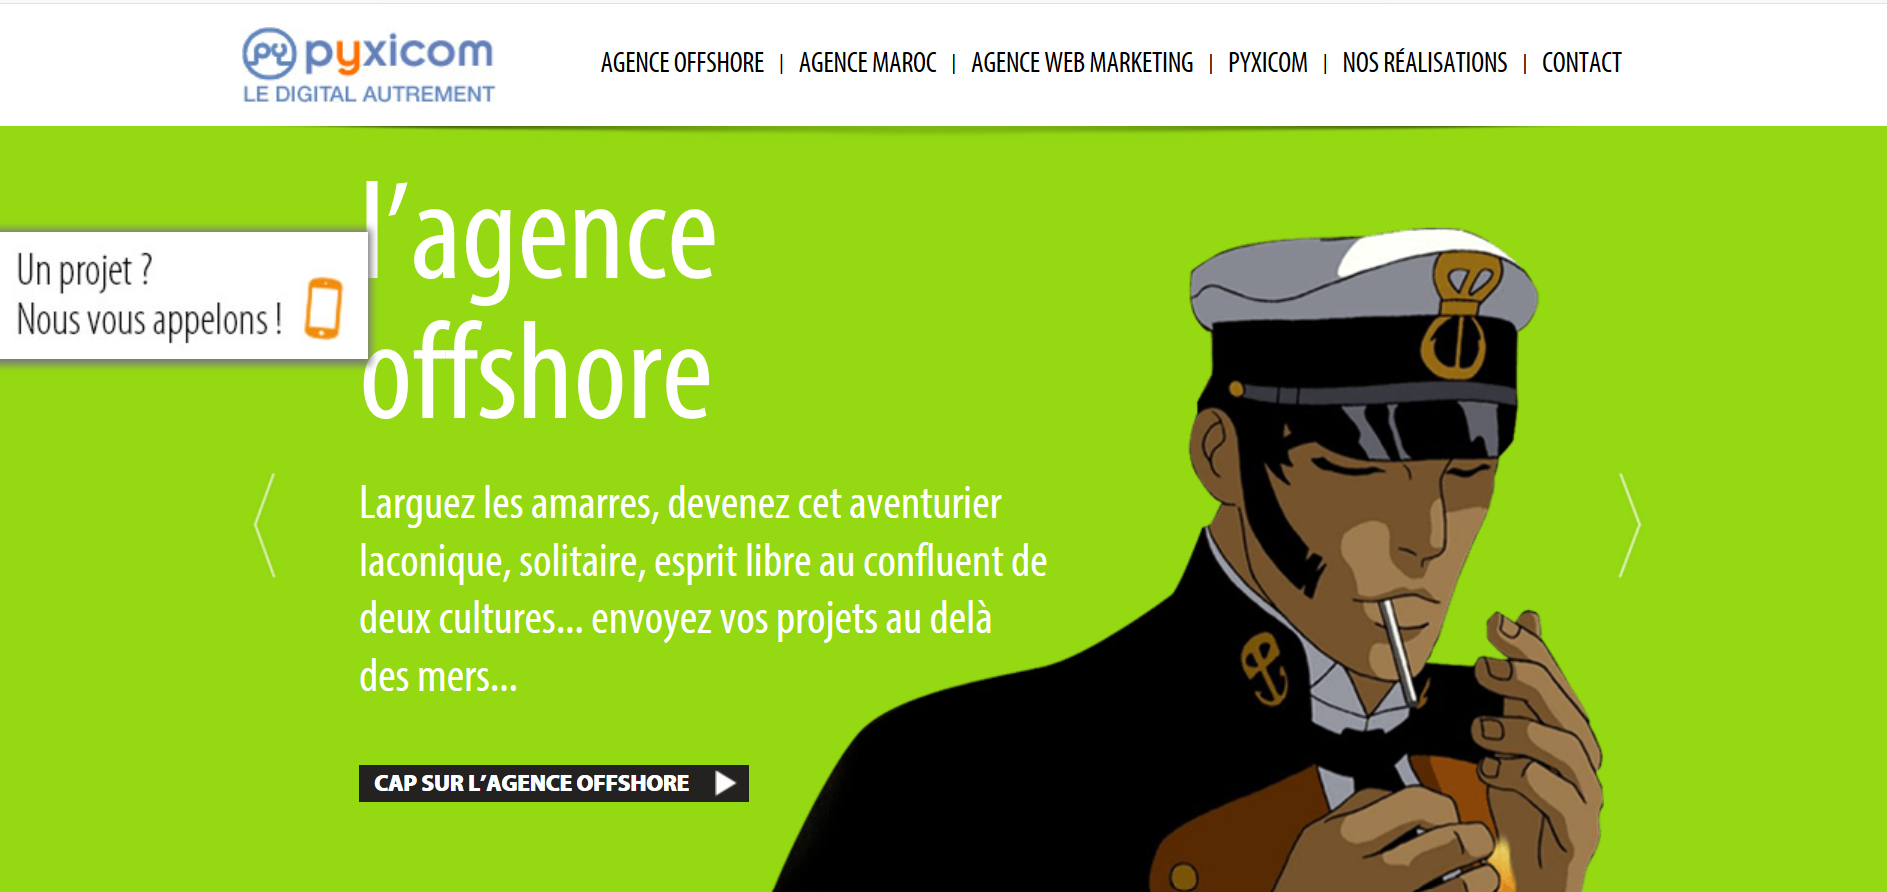 pyxicom
LE DIGITAL AUTREMENT
AGENCE OFFSHORE | AGENCE MAROC | AGENCE WEB MARKETING | PYXICOM | NOS RÉALISATIONS | CONTACT
Un projet ?
Nous vous appelons !
l’agence
offshore
Larguez les amarres, devenez cet aventurier
laconique, solitaire, esprit libre au confluent de
deux cultures... envoyez vos projets au delà
des mers...
CAP SUR L’AGENCE OFFSHORE